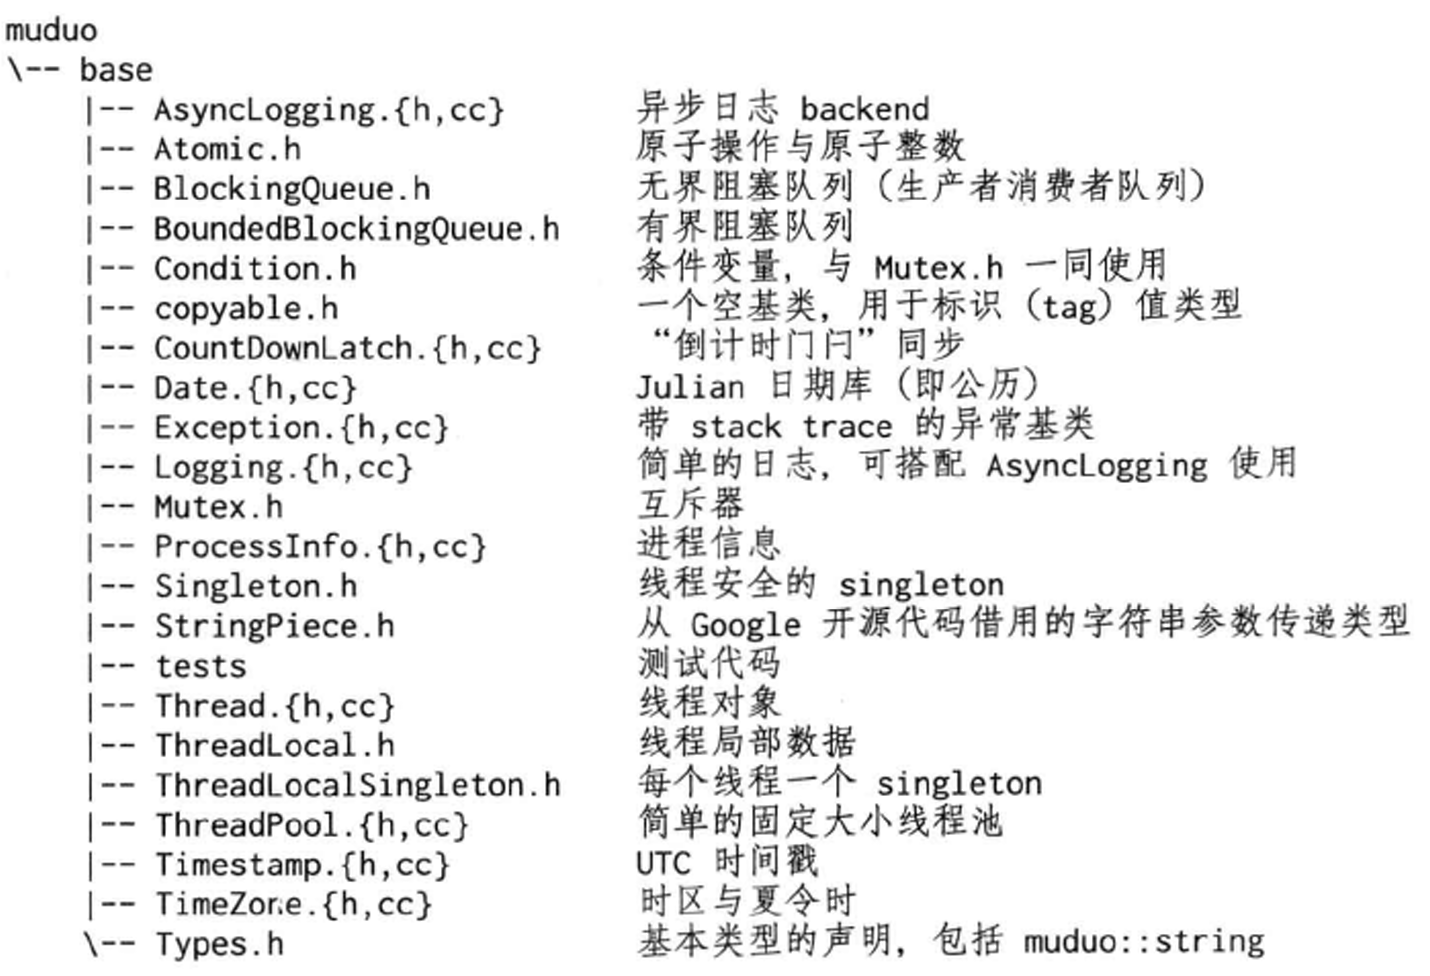 muduo
\-- base
|-- AsyncLogging.{h,cc} 异步日志 backend
|-- Atomic.h 原子操作与原子整数
|-- BlockingQueue.h 无界阻塞队列（生产者消费者队列）
|-- BoundedBlockingQueue.h 有界阻塞队列
|-- Condition.h 条件变量，与 Mutex.h 一同使用
|-- copyable.h 一个空基类，用于标识（tag）值类型
|-- CountDownLatch.{h,cc} “倒计时门闩”同步
|-- Date.{h,cc} Julian 日期库（即公历）
|-- Exception.{h,cc} 带 stack trace 的异常基类
|-- Logging.{h,cc} 简单的日志，可搭配 AsyncLogging 使用
|-- Mutex.h 互斥器
|-- ProcessInfo.{h,cc} 进程信息
|-- Singleton.h 线程安全的 singleton
|-- StringPiece.h 从 Google 开源代码借用的字符串参数传递类型
|-- tests 测试代码
|-- Thread.{h,cc} 线程对象
|-- ThreadLocal.h 线程局部数据
|-- ThreadLocalSingleton.h 每个线程一个 singleton
|-- ThreadPool.{h,cc} 简单的固定大小线程池
|-- Timestamp.{h,cc} UTC 时间戳
|-- TimeZone.{h,cc} 时区与夏令时
\-- Types.h 基本类型的声明，包括 muduo::string